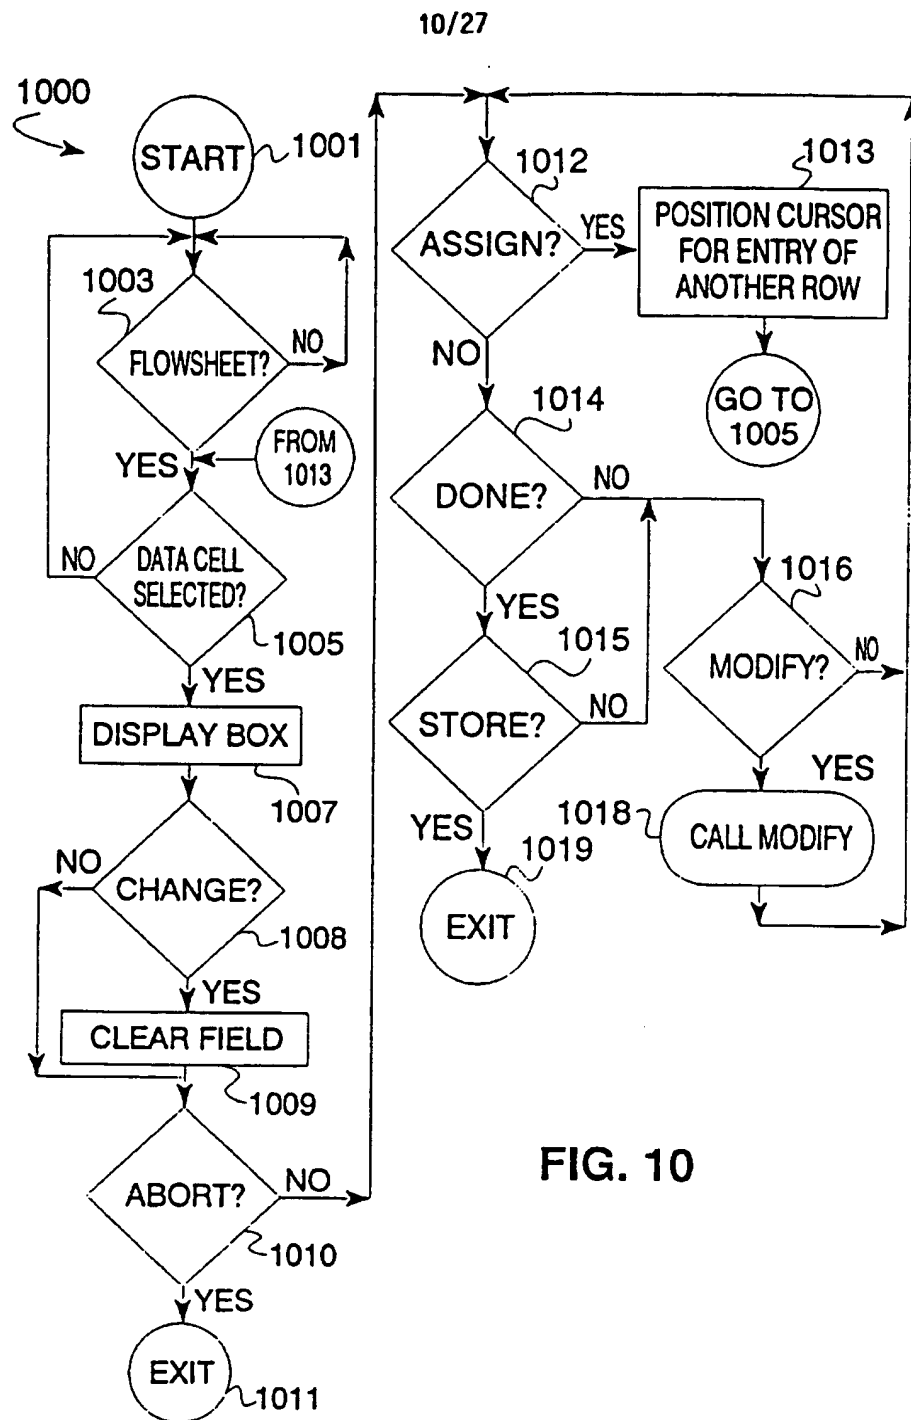 10/27
1000
START
1001
1003
FLOWSHEET?
NO
YES
FROM
1013
NO
DATA CELL
SELECTED?
1005
YES
DISPLAY BOX
1007
NO
CHANGE?
1008
YES
CLEAR FIELD
1009
ABORT?
NO
1010
YES
EXIT
1011
1012
ASSIGN?
YES
1013
POSITION CURSOR
FOR ENTRY OF
ANOTHER ROW
NO
GO TO
1005
1014
DONE?
NO
YES
1015
STORE?
NO
1016
MODIFY?
NO
YES
YES
1018
CALL MODIFY
1019
EXIT
FIG. 10